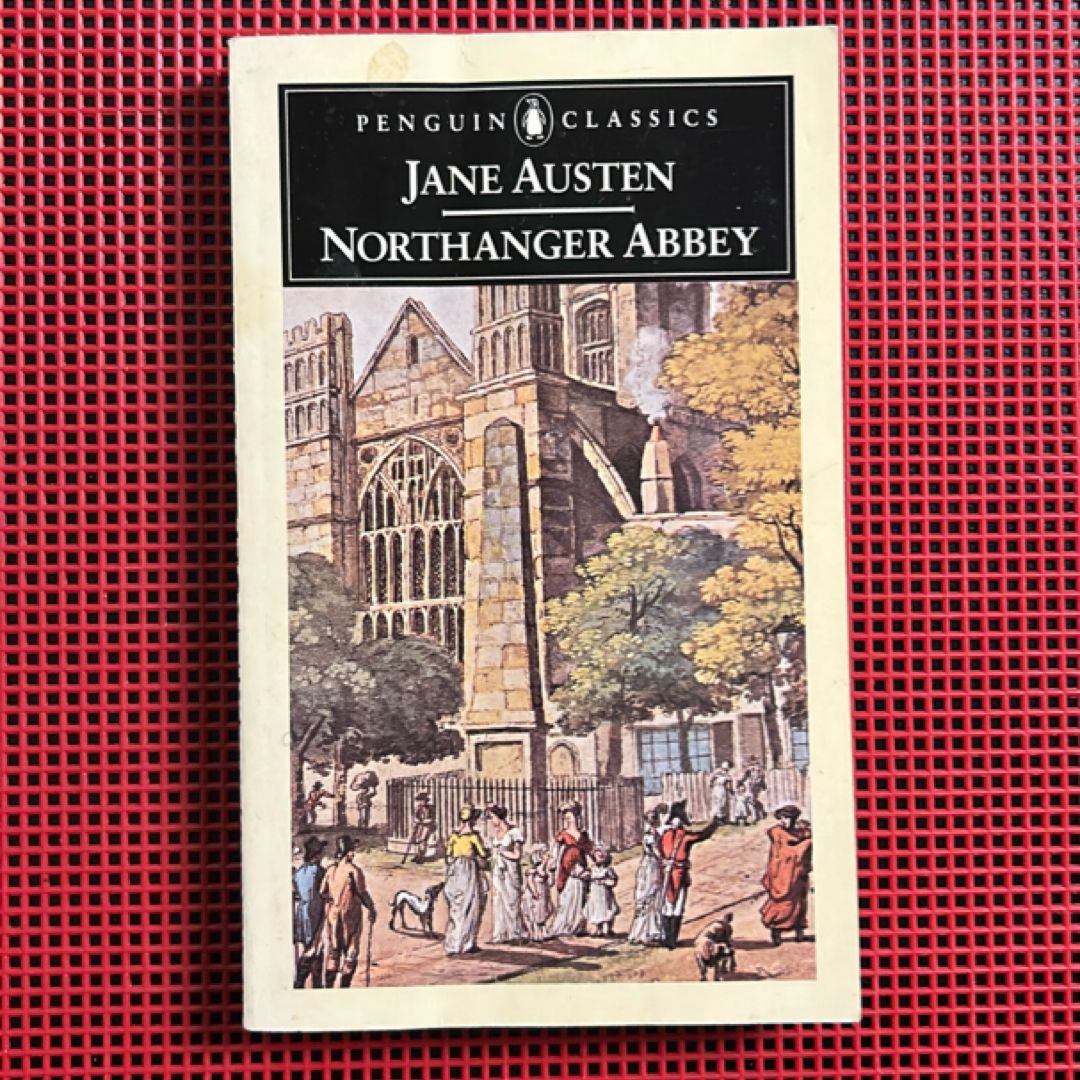 PENGUIN CLASSICS
JANE AUSTEN
NORTHANGER ABBEY